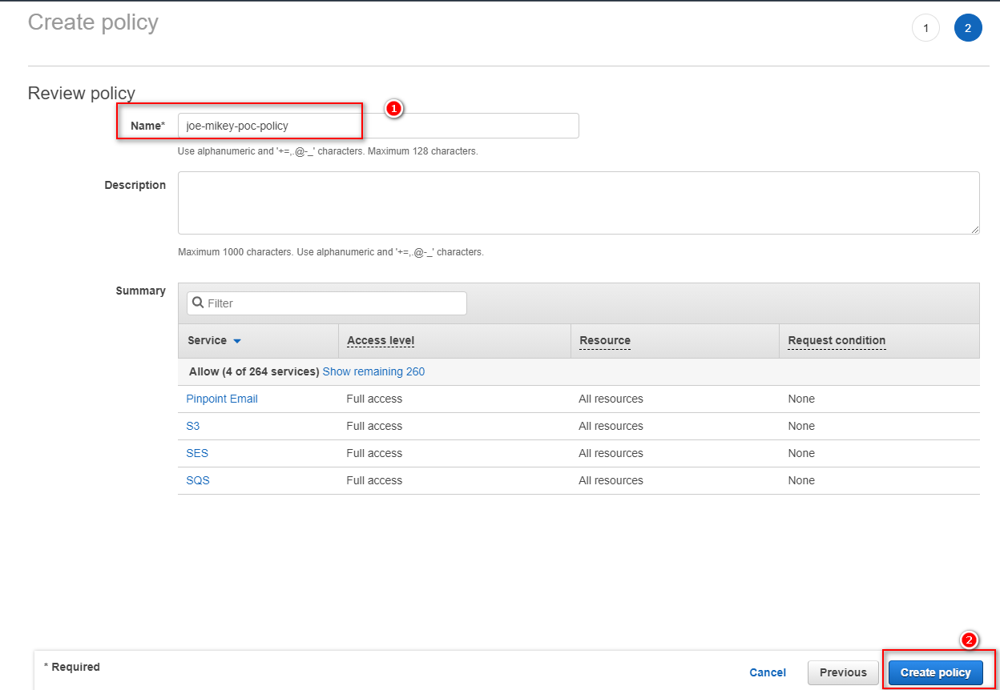 Create policy
1 2
Review policy
1
Name* joe-mikey-poc-policy
Use alphanumeric and '+=,.@-_' characters. Maximum 128 characters.
Description
Maximum 1000 characters. Use alphanumeric and '+=,.@-_' characters.
Summary
Filter
Service Access level Resource Request condition
Allow (4 of 264 services) Show remaining 260
Pinpoint Email Full access All resources None
S3 Full access All resources None
SES Full access All resources None
SQS Full access All resources None
2
* Required
Cancel Previous Create policy